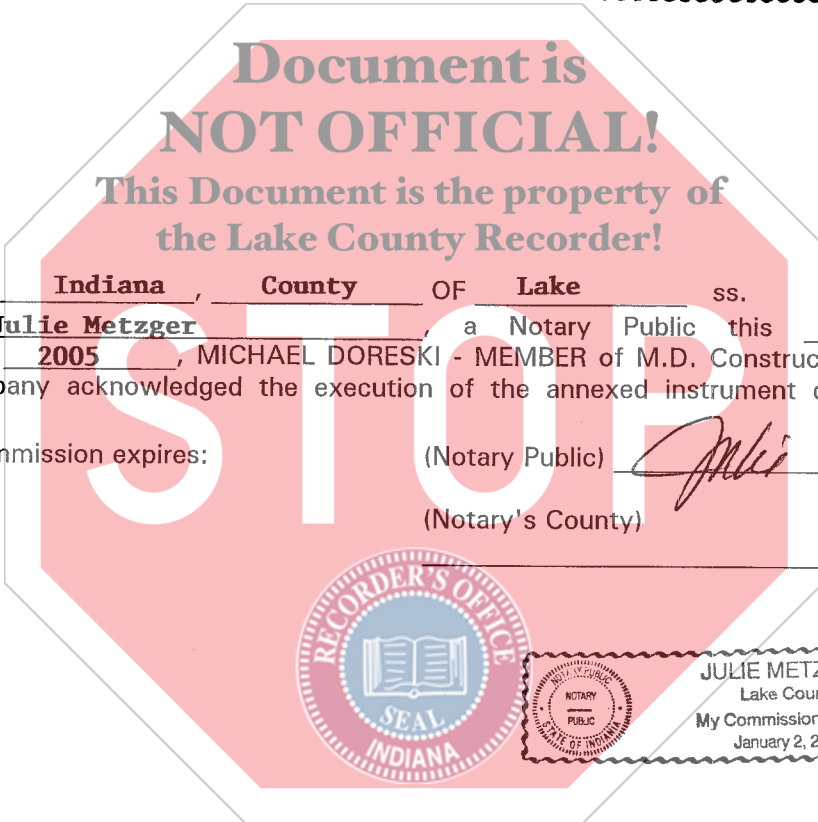 Document is
NOT OFFICIAL!
This Document is the property of
the Lake County Recorder!
Indiana, County OF Lake ss.
Julie Metzger, a Notary Public this
2005, MICHAEL DORESKI - MEMBER of M.D. Construc
pany acknowledged the execution of the annexed instrument
mmission expires: (Notary Public) Julie
(Notary's County)
STOP
RECORDER'S OFFICE
SEAL
INDIANA
NOTARY PUBLIC
NOTARY
PUBLIC
STATE OF INDIANA
JULIE METZ
Lake Cou
My Commission
January 2, 2